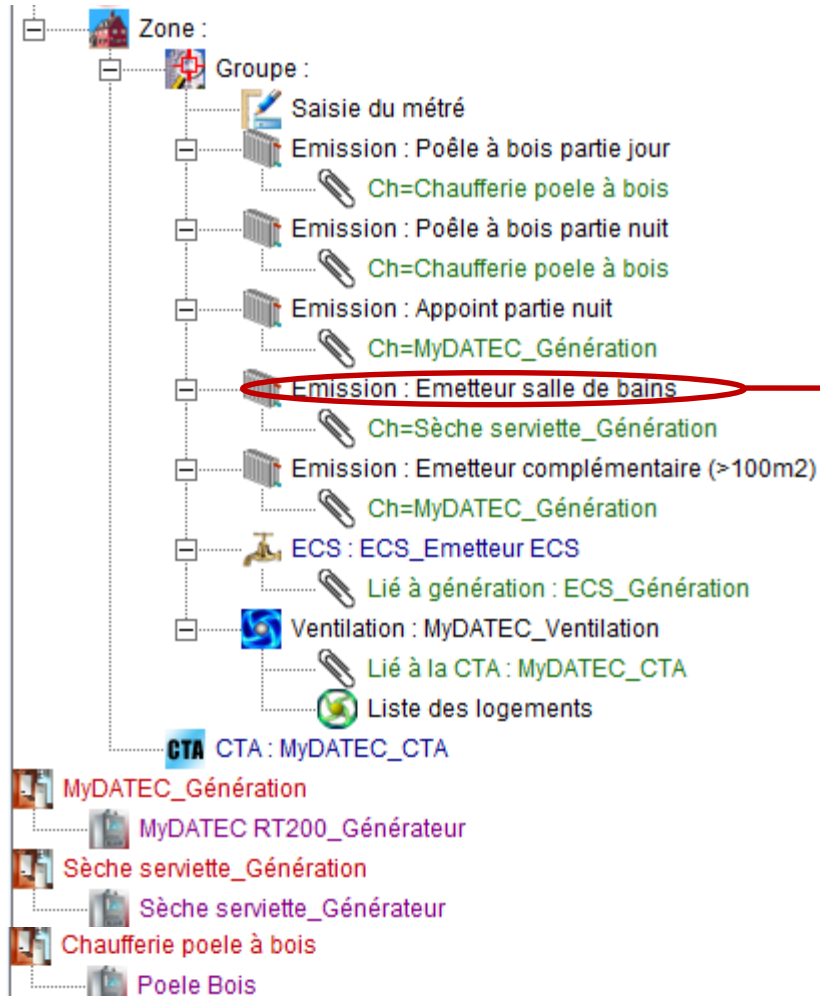 Zone :
Groupe :
Saisie du métré
Emission : Poêle à bois partie jour
Ch=Chaufferie poele à bois
Emission : Poêle à bois partie nuit
Ch=Chaufferie poele à bois
Emission : Appoint partie nuit
Ch=MyDATEC_Génération
Emission : Emetteur salle de bains
Ch=Sèche serviette_Génération
Emission : Emetteur complémentaire (>100m2)
Ch=MyDATEC_Génération
ECS : ECS_Emetteur ECS
Lié à génération : ECS_Génération
Ventilation : MyDATEC_Ventilation
Lié à la CTA : MyDATEC_CTA
Liste des logements
CTA CTA : MyDATEC_CTA
MyDATEC_Génération
MyDATEC RT200_Générateur
Sèche serviette_Génération
Sèche serviette_Générateur
Chaufferie poele à bois
Poele Bois